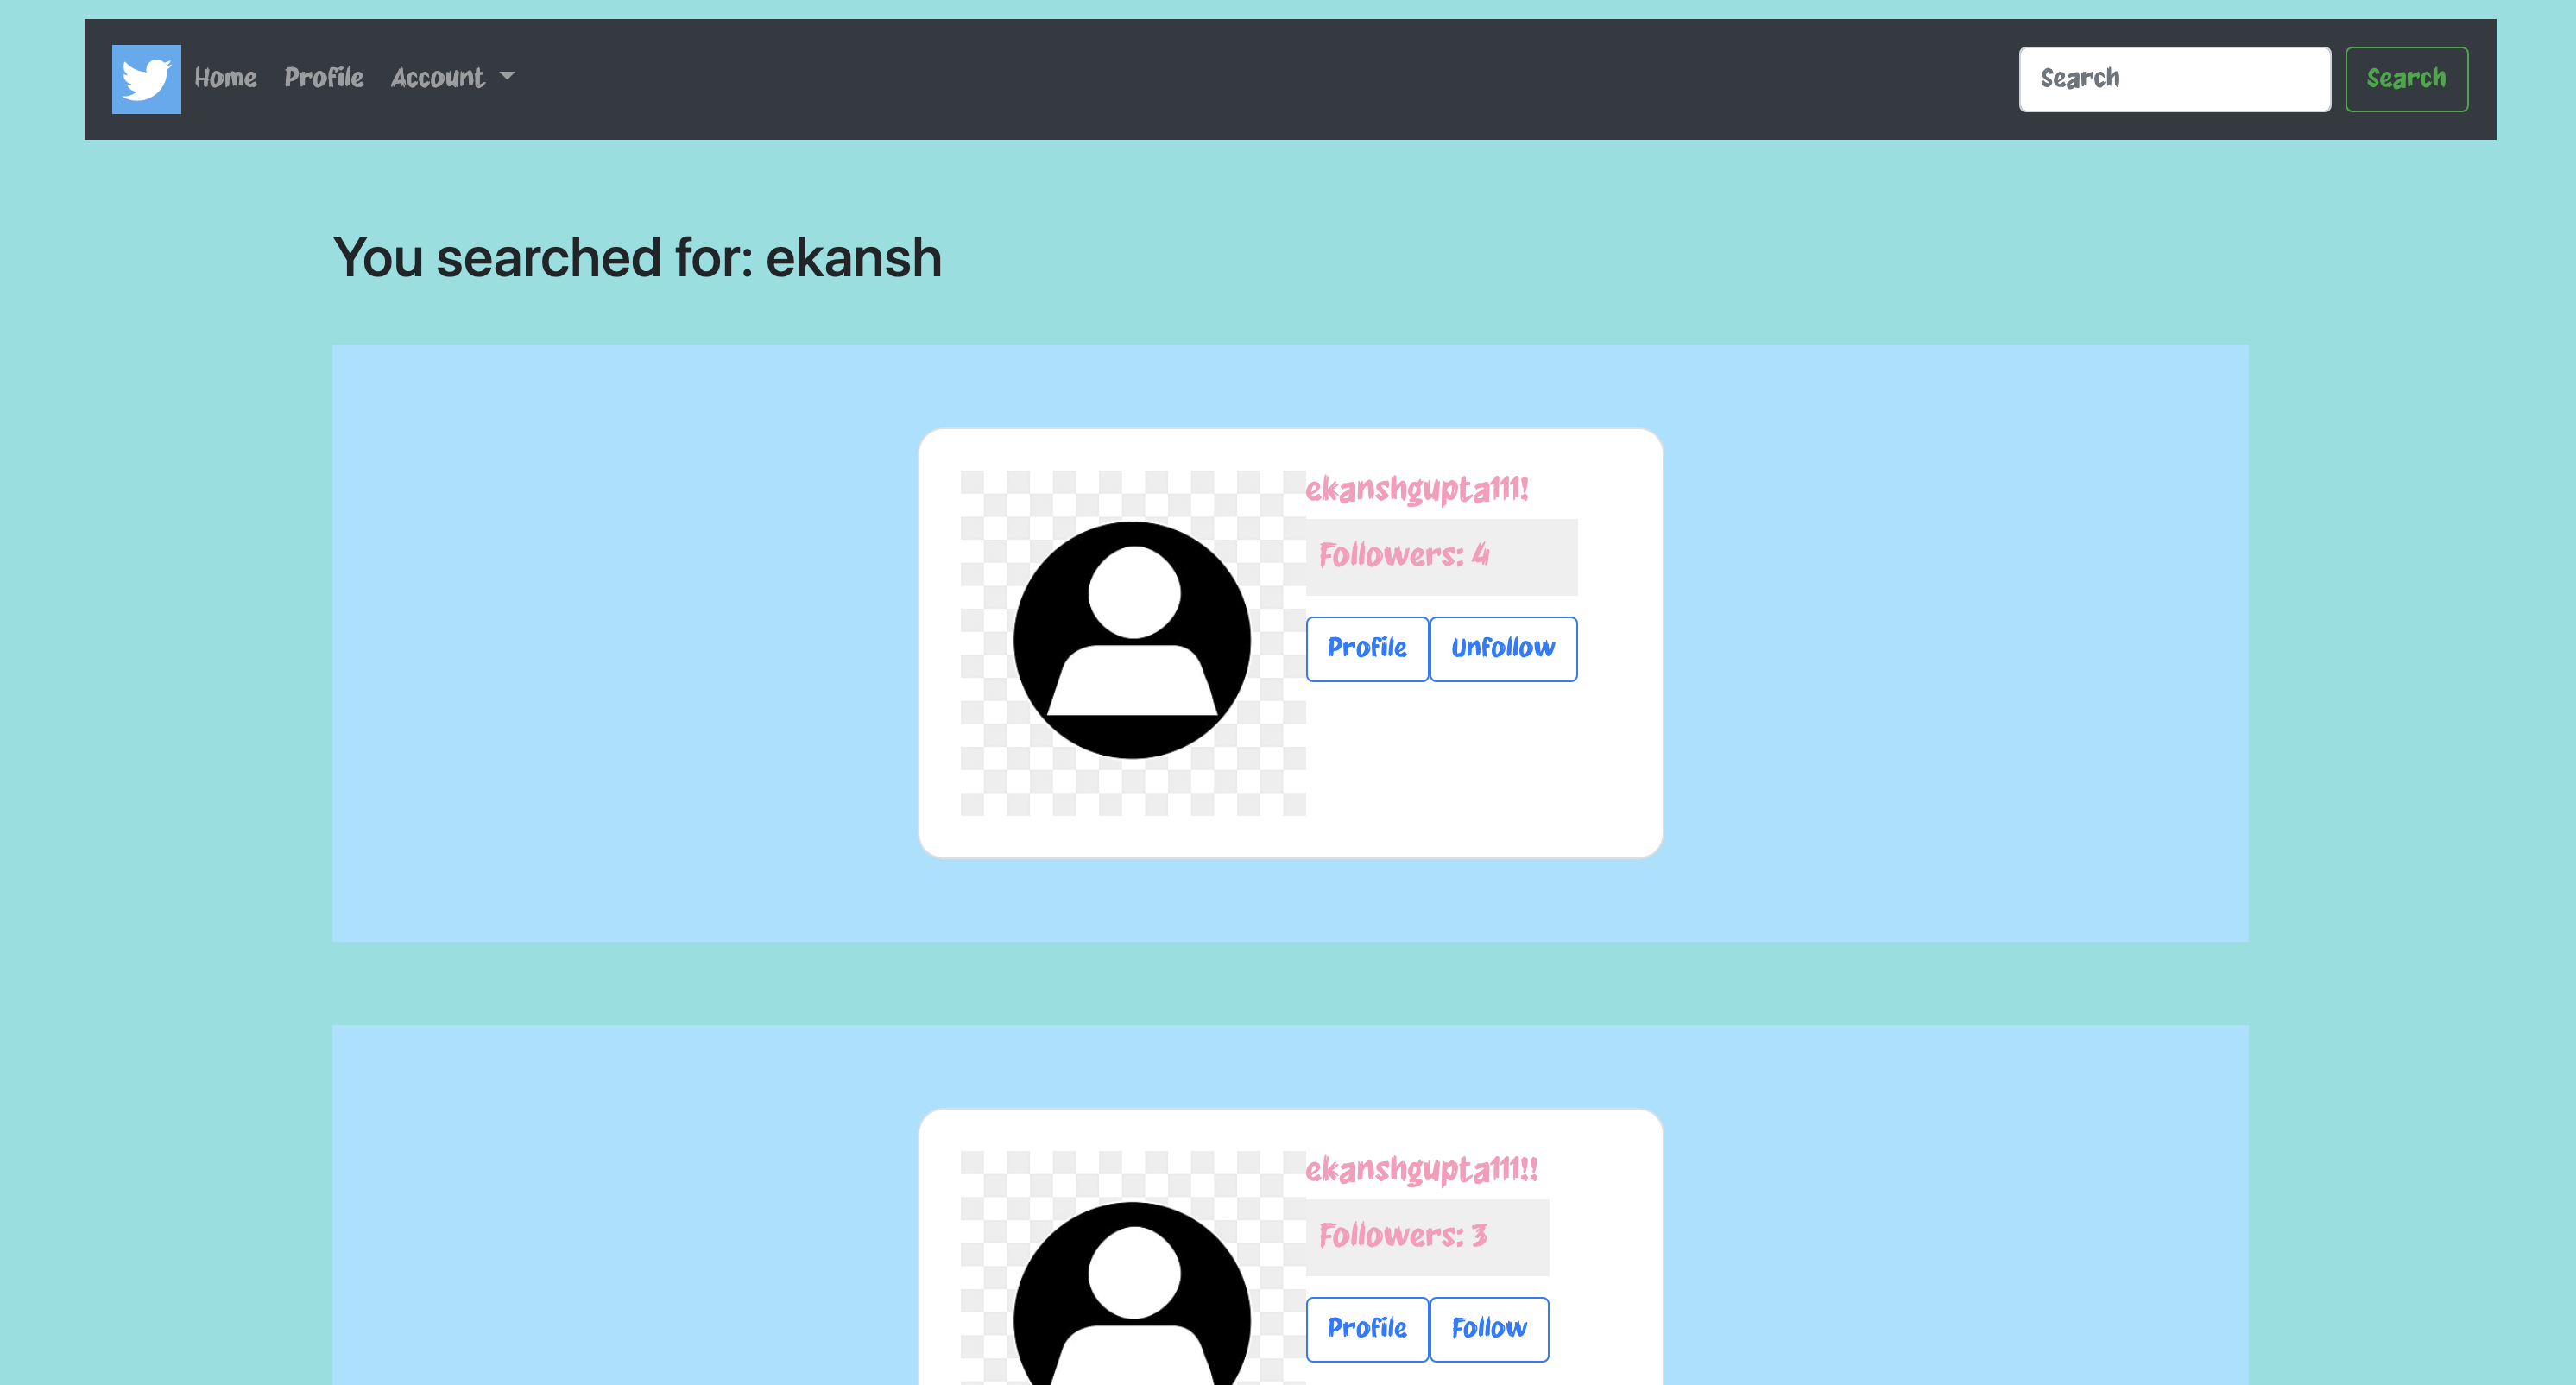 Home Profile Account Search Search
You searched for: ekansh
ekanshgupta111!
Followers: 4
Profile Unfollow
ekanshgupta111!!
Followers: 3
Profile Follow